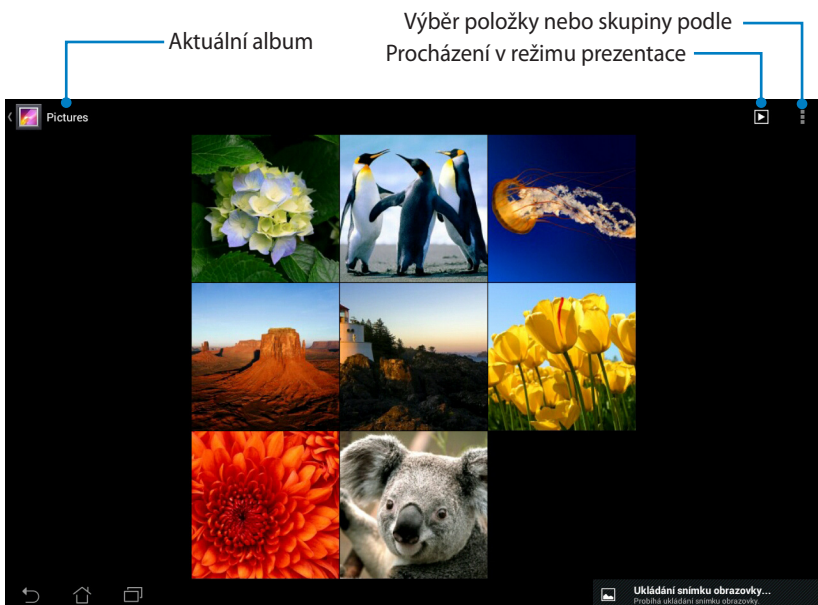 Výběr položky nebo skupiny podle
Aktuální album
Procházení v režimu prezentace
Pictures
Ukládání snímku obrazovky...
Probíhá ukládání snímku obrazovky.